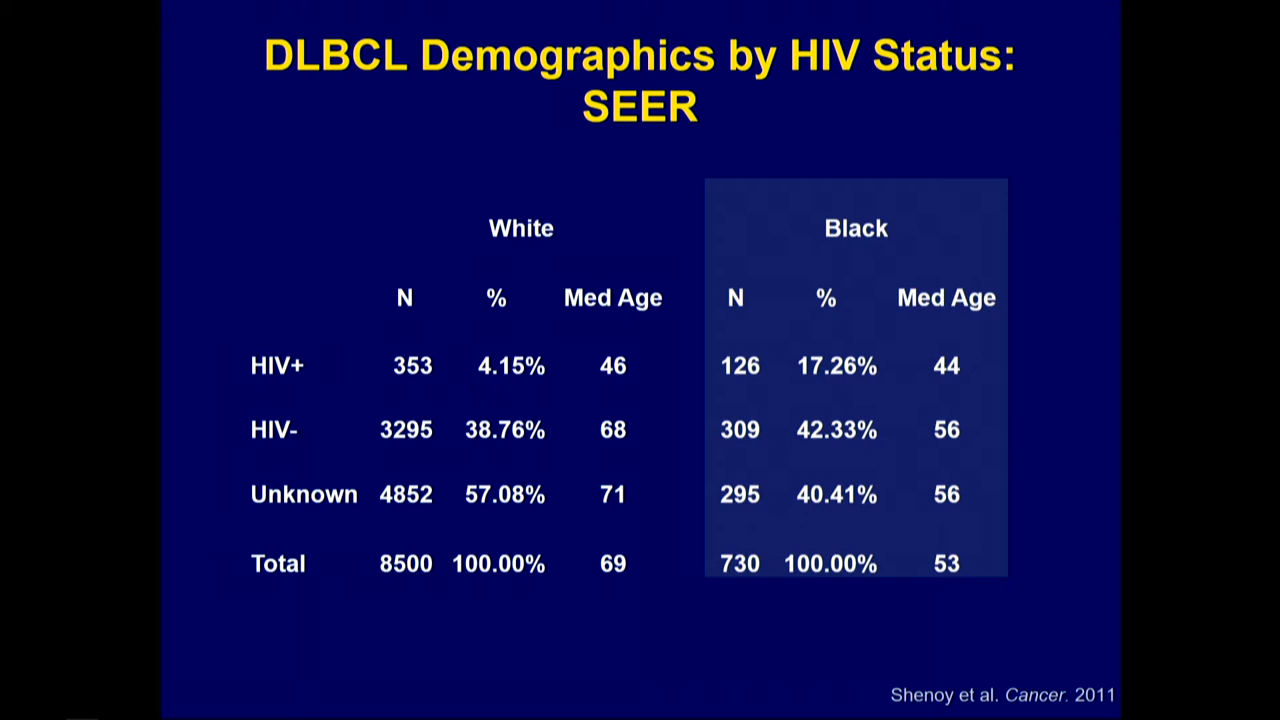 DLBCL Demographics by HIV Status:
SEER
White Black
N % Med Age N % Med Age
HIV+ 353 4.15% 46 126 17.26% 44
HIV- 3295 38.76% 68 309 42.33% 56
Unknown 4852 57.08% 71 295 40.41% 56
Total 8500 100.00% 69 730 100.00% 53
Shenoy et al. Cancer. 2011